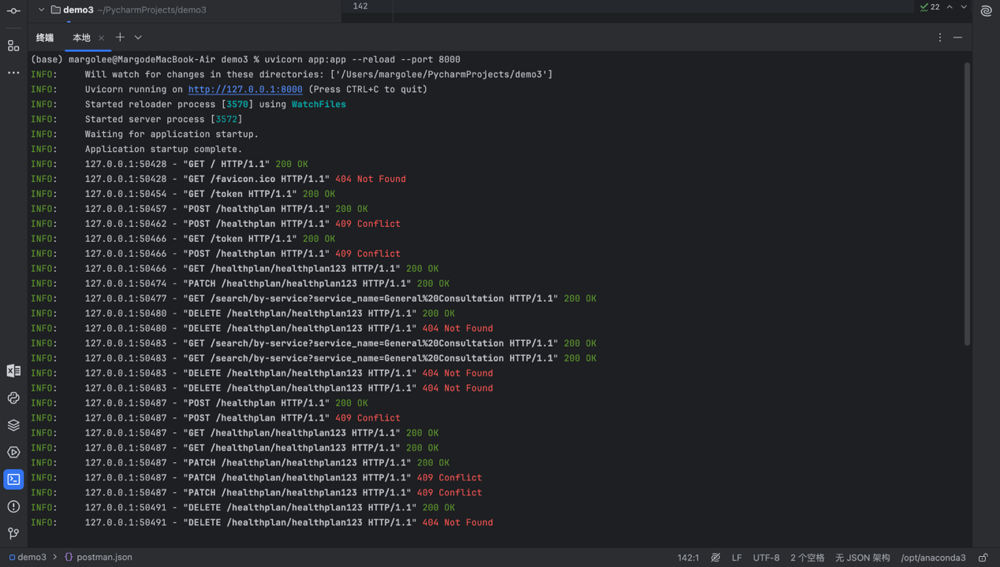 demo3 ~/PycharmProjects/demo3
142
22
终端 本地
(base) margolee@MargodeMacBook-Air demo3 % uvicorn app:app --reload --port 8000
INFO: Will watch for changes in these directories: ['/Users/margolee/PycharmProjects/demo3']
INFO: Uvicorn running on http://127.0.0.1:8000 (Press CTRL+C to quit)
INFO: Started reloader process [3570] using WatchFiles
INFO: Started server process [3572]
INFO: Waiting for application startup.
INFO: Application startup complete.
INFO: 127.0.0.1:50428 - "GET / HTTP/1.1" 200 OK
INFO: 127.0.0.1:50428 - "GET /favicon.ico HTTP/1.1" 404 Not Found
INFO: 127.0.0.1:50454 - "GET /token HTTP/1.1" 200 OK
INFO: 127.0.0.1:50457 - "POST /healthplan HTTP/1.1" 200 OK
INFO: 127.0.0.1:50462 - "POST /healthplan HTTP/1.1" 409 Conflict
INFO: 127.0.0.1:50466 - "GET /token HTTP/1.1" 200 OK
INFO: 127.0.0.1:50466 - "POST /healthplan HTTP/1.1" 409 Conflict
INFO: 127.0.0.1:50466 - "GET /healthplan/healthplan123 HTTP/1.1" 200 OK
INFO: 127.0.0.1:50474 - "PATCH /healthplan/healthplan123 HTTP/1.1" 200 OK
INFO: 127.0.0.1:50477 - "GET /search/by-service?service_name=General%20Consultation HTTP/1.1" 200 OK
INFO: 127.0.0.1:50480 - "DELETE /healthplan/healthplan123 HTTP/1.1" 200 OK
INFO: 127.0.0.1:50480 - "DELETE /healthplan/healthplan123 HTTP/1.1" 404 Not Found
INFO: 127.0.0.1:50483 - "GET /search/by-service?service_name=General%20Consultation HTTP/1.1" 200 OK
INFO: 127.0.0.1:50483 - "GET /search/by-service?service_name=General%20Consultation HTTP/1.1" 200 OK
INFO: 127.0.0.1:50483 - "DELETE /healthplan/healthplan123 HTTP/1.1" 404 Not Found
INFO: 127.0.0.1:50483 - "DELETE /healthplan/healthplan123 HTTP/1.1" 404 Not Found
INFO: 127.0.0.1:50487 - "POST /healthplan HTTP/1.1" 200 OK
INFO: 127.0.0.1:50487 - "POST /healthplan HTTP/1.1" 409 Conflict
INFO: 127.0.0.1:50487 - "GET /healthplan/healthplan123 HTTP/1.1" 200 OK
INFO: 127.0.0.1:50487 - "GET /healthplan/healthplan123 HTTP/1.1" 200 OK
INFO: 127.0.0.1:50487 - "PATCH /healthplan/healthplan123 HTTP/1.1" 200 OK
INFO: 127.0.0.1:50487 - "PATCH /healthplan/healthplan123 HTTP/1.1" 409 Conflict
INFO: 127.0.0.1:50487 - "PATCH /healthplan/healthplan123 HTTP/1.1" 409 Conflict
INFO: 127.0.0.1:50491 - "DELETE /healthplan/healthplan123 HTTP/1.1" 200 OK
INFO: 127.0.0.1:50491 - "DELETE /healthplan/healthplan123 HTTP/1.1" 404 Not Found
demo3 > {} postman.json 142:1 LF UTF-8 2 个空格 无 JSON 架构 /opt/anaconda3